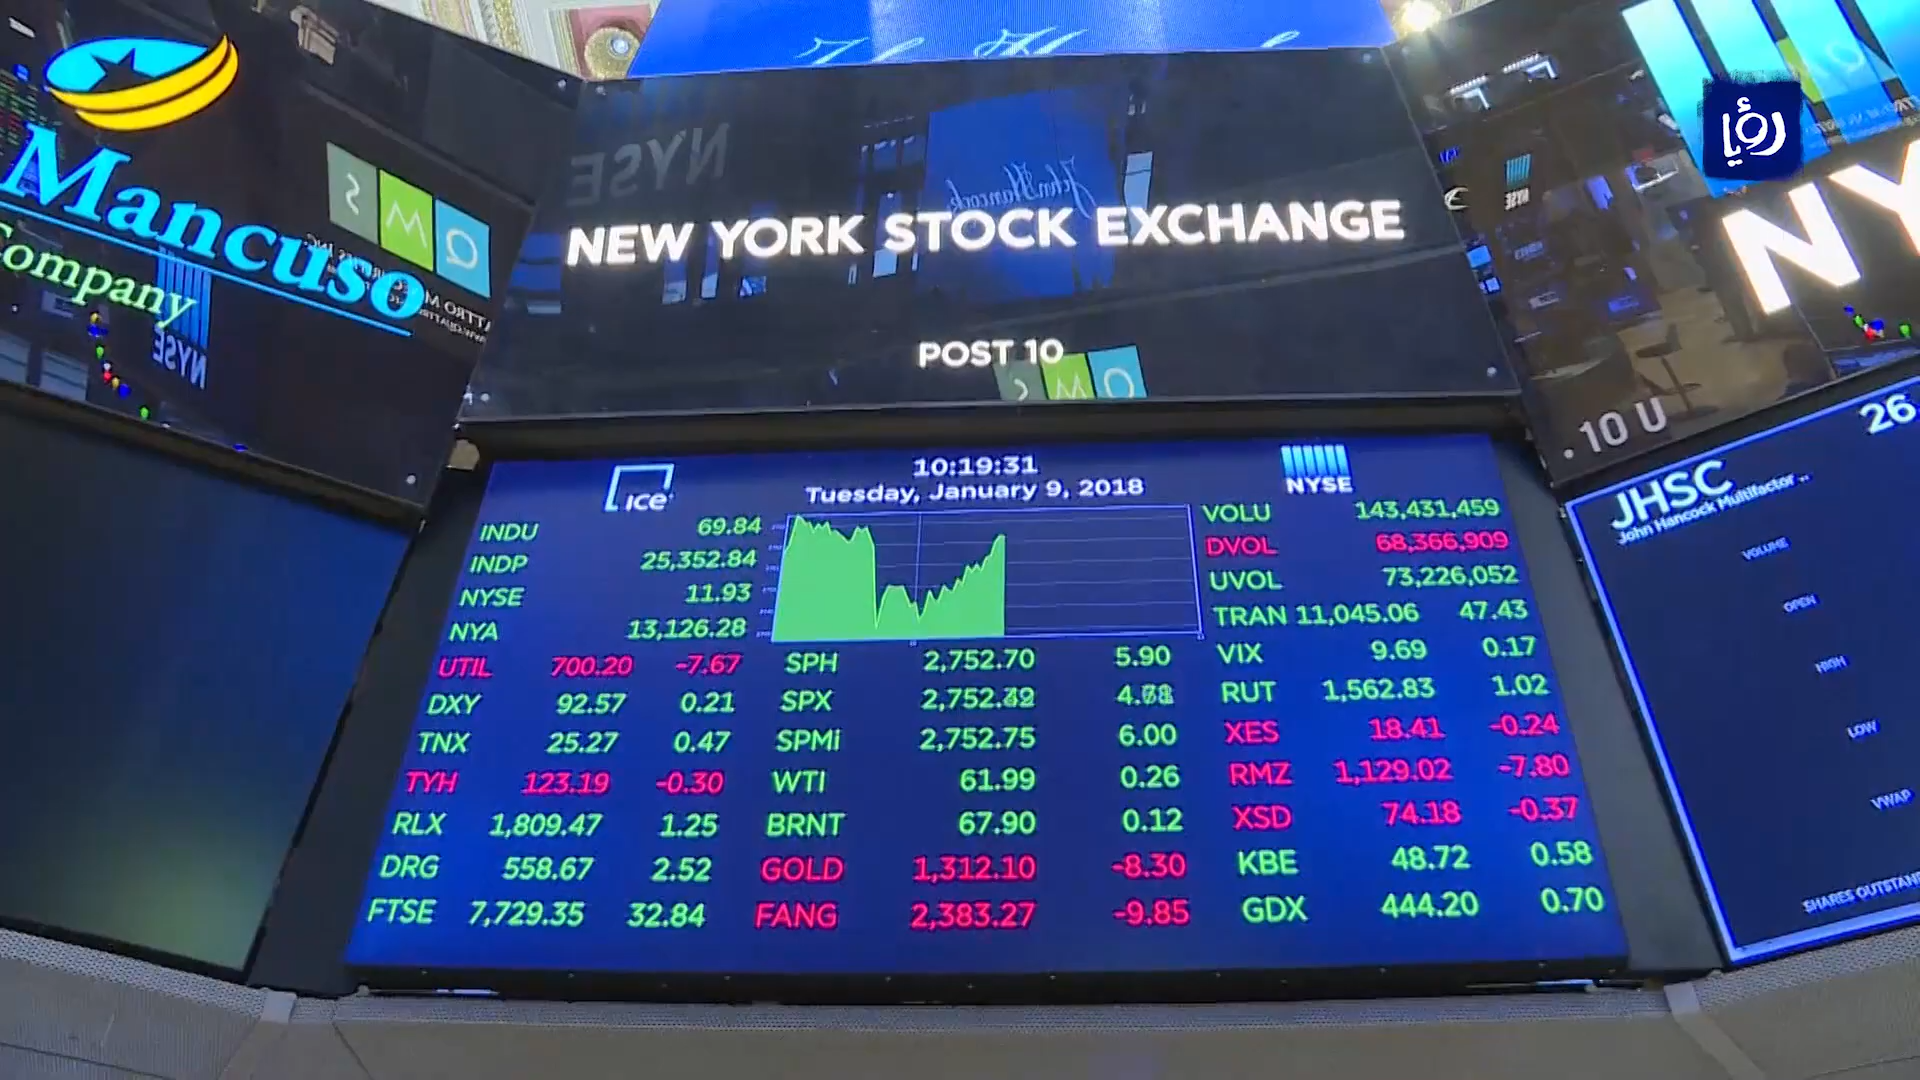 رؤيا
Mancuso
Company
NEW YORK STOCK EXCHANGE
POST 10
NY
10 U
ice
10:19:31
Tuesday, January 9, 2018
NYSE
INDU 69.84
INDP 25,352.84
NYSE 11.93
NYA 13,126.28
UTIL 700.20 -7.67
DXY 92.57 0.21
TNX 25.27 0.47
TYH 123.19 -0.30
RLX 1,809.47 1.25
DRG 558.67 2.52
FTSE 7,729.35 32.84
SPH 2,752.70 5.90
SPX
SPMi 2,752.75 6.00
WTI 61.99 0.26
BRNT 67.90 0.12
GOLD 1,312.10 -8.30
FANG 2,383.27 -9.85
VOLU 143,431,459
DVOL 68,366,909
UVOL 73,226,052
TRAN 11,045.06 47.43
VIX 9.69 0.17
RUT 1,562.83 1.02
XES 18.41 -0.24
RMZ 1,129.02 -7.80
XSD 74.18 -0.37
KBE 48.72 0.58
GDX 444.20 0.70
26
JHSC
John Hancock Multifactor ..
VOLUME
OPEN
HIGH
LOW
VWAP
SHARES